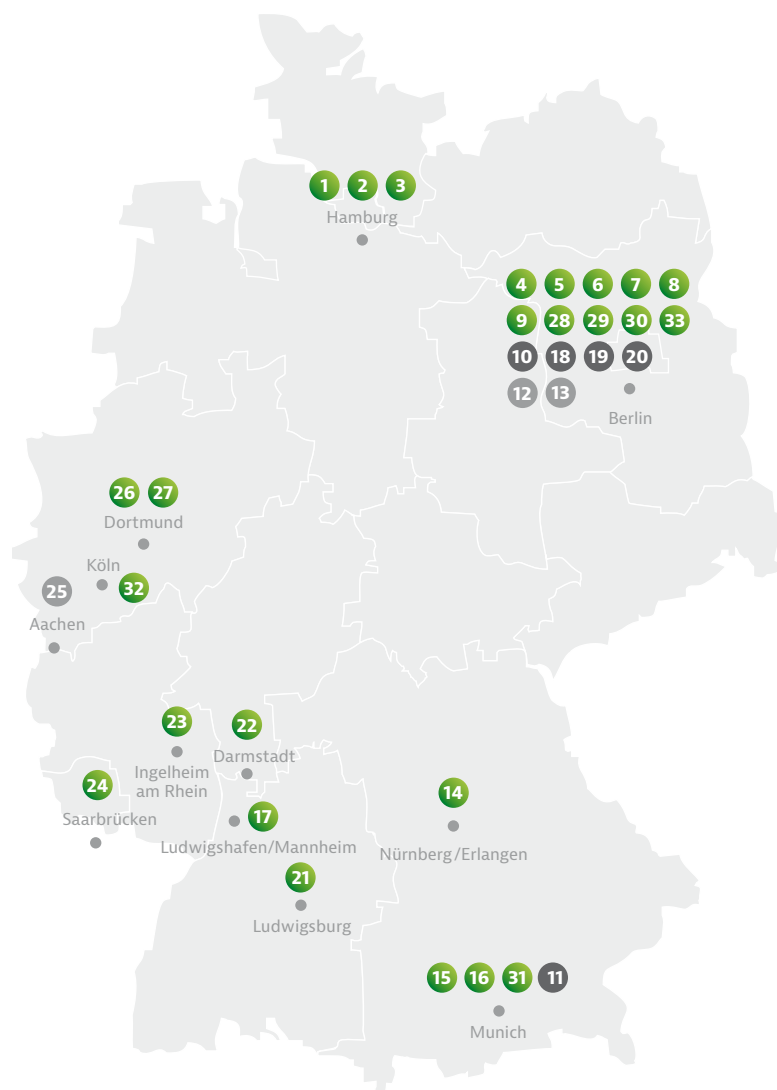 1 2 3
Hamburg
4 5 6 7 8
9 28 29 30 33
10 18 19 20
12 13
Berlin
26 27
Dortmund
Köln
32
25
Aachen
23
22
Ingelheim
am Rhein
Darmstadt
24
Saarbrücken
14
17
Ludwigshafen/Mannheim
Nürnberg/Erlangen
21
Ludwigsburg
15 16 31 11
Munich